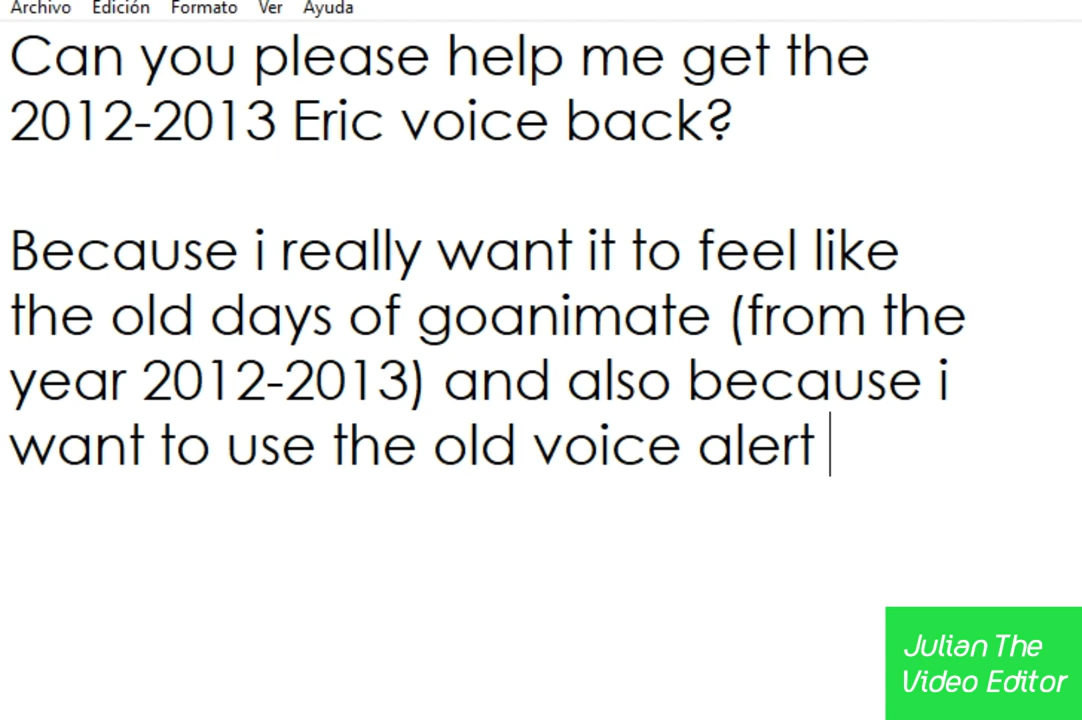 Archivo Edición Formato Ver Ayuda
Can you please help me get the
2012-2013 Eric voice back?
Because i really want it to feel like
the old days of goanimate (from the
year 2012-2013) and also because i
want to use the old voice alert
Julian The
Video Editor